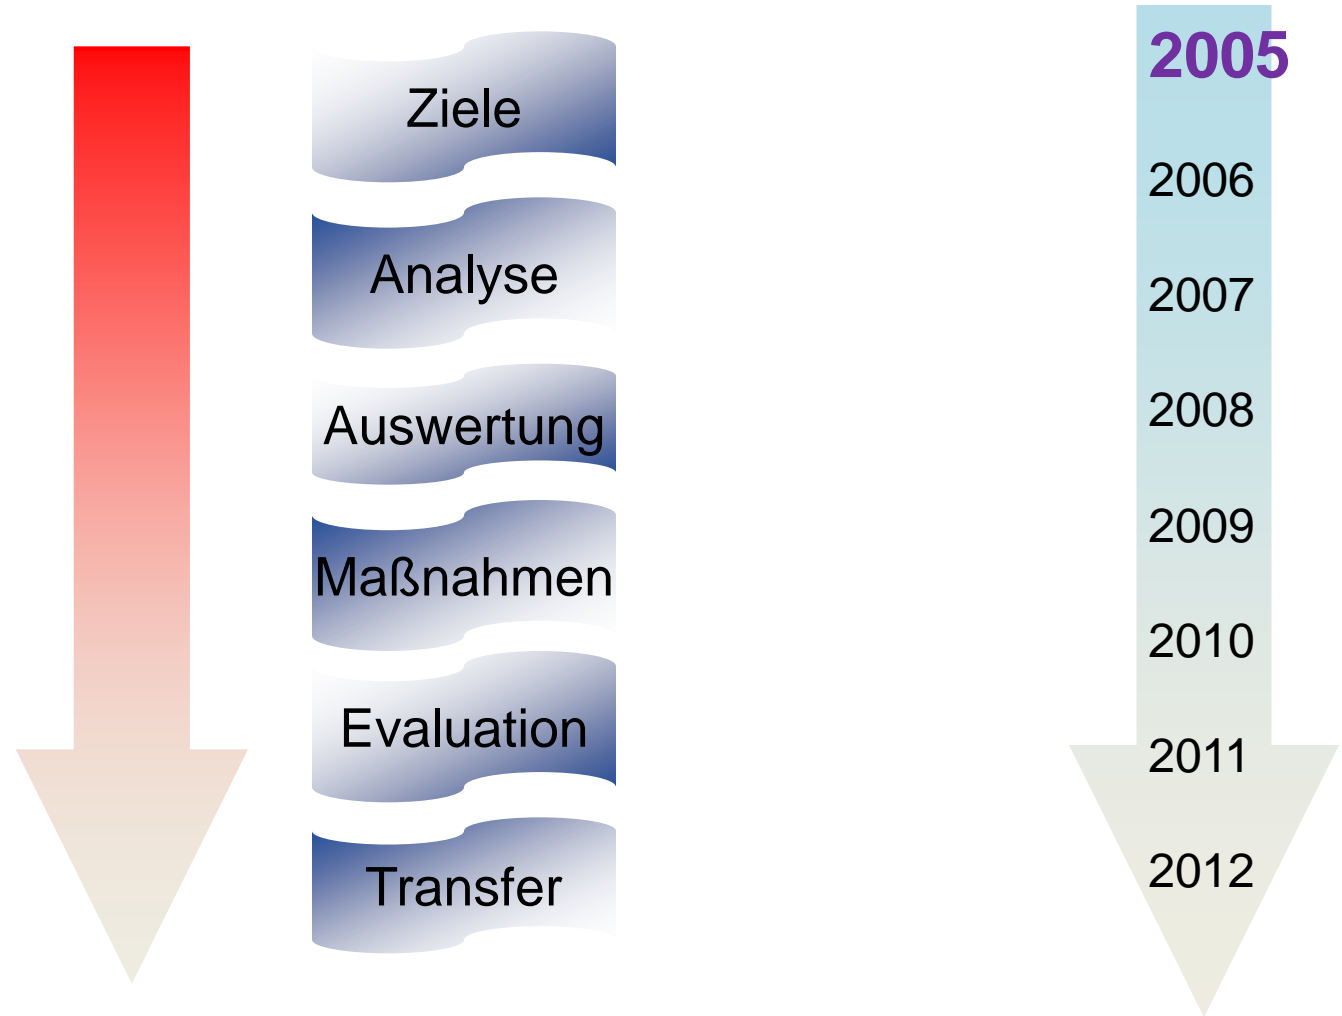 Ziele
Analyse
Auswertung
Maßnahmen
Evaluation
Transfer
2005
2006
2007
2008
2009
2010
2011
2012